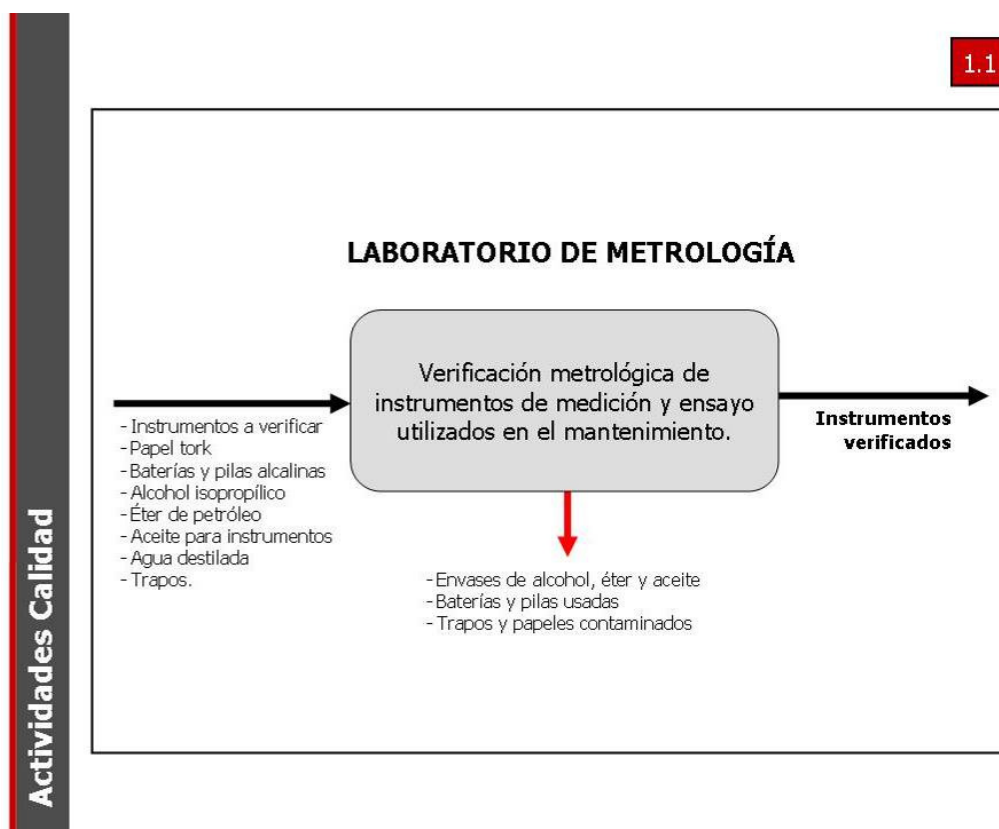 1.1
LABORATORIO DE METROLOGÍA
Verificación metrológica de
instrumentos de medición y ensayo
utilizados en el mantenimiento.
- Instrumentos a verificar
- Papel tork
- Baterías y pilas alcalinas
- Alcohol isopropílico
- Éter de petróleo
- Aceite para instrumentos
- Agua destilada
- Trapos.
Instrumentos
verificados
- Envases de alcohol, éter y aceite
- Baterías y pilas usadas
- Trapos y papeles contaminados
Actividades Calidad